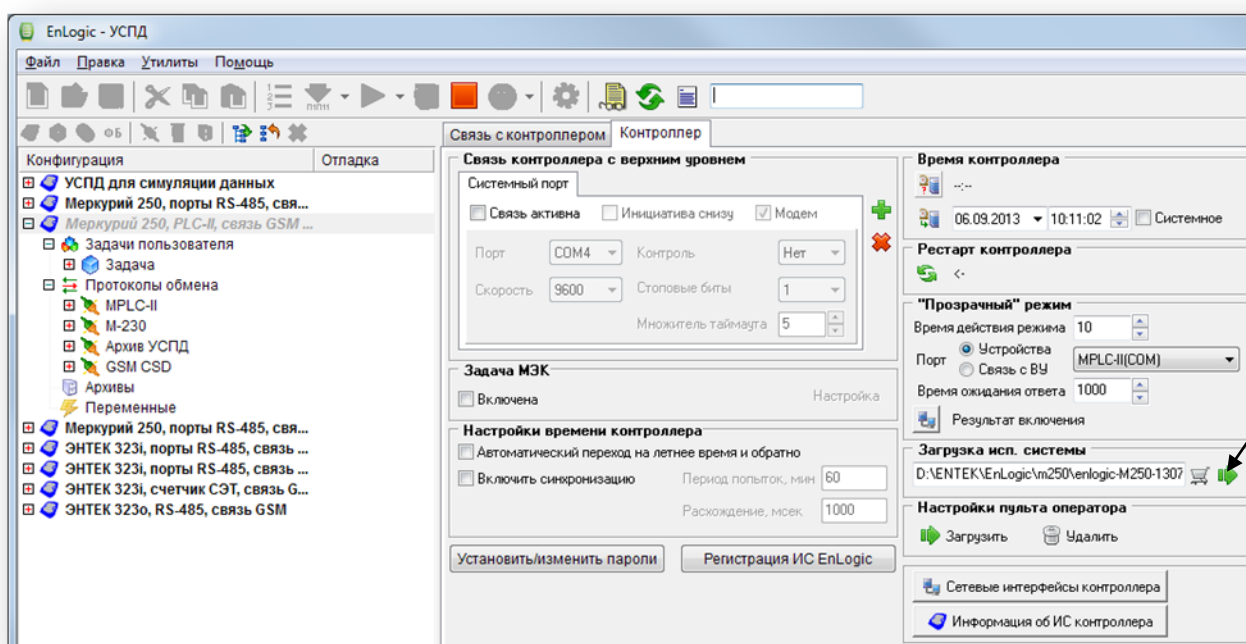 EnLogic - УСПД
Файл Правка Утилиты Помощь
Связь с контроллером Контроллер
Конфигурация Отладка
УСПД для симуляции данных
Меркурий 250, порты RS-485, свя...
Меркурий 250, PLC-II, связь GSM ...
Задачи пользователя
Задача
Протоколы обмена
MPLC-II
M-230
Архив УСПД
GSM CSD
Архивы
Переменные
Меркурий 250, порты RS-485, свя...
ЭНТЕК 323i, порты RS-485, связь ...
ЭНТЕК 323i, порты RS-485, связь ...
ЭНТЕК 323i, счетчик СЭТ, связь G...
ЭНТЕК 323о, RS-485, связь GSM
Связь контроллера с верхним уровнем
Системный порт
Связь активна Инициатива снизу Модем
Порт COM4 Контроль Нет
Скорость 9600 Стоповые биты 1
Множитель таймаута 5
Задача МЭК
Включена Настройка
Настройки времени контроллера
Автоматический переход на летнее время и обратно
Включить синхронизацию Период попыток, мин 60
Расхождение, мсек 1000
Установить/изменить пароли Регистрация ИС EnLogic
Время контроллера
--:--
06.09.2013 10:11:02 Системное
Рестарт контроллера
<-
"Прозрачный" режим
Время действия режима 10
Порт Устройства MPLC-II(COM)
Связь с ВУ
Время ожидания ответа 1000
Результат включения
Загрузка исп. системы
D:\ENTEK\EnLogic\m250\enlogic-M250-1307
Настройки пульта оператора
Загрузить Удалить
Сетевые интерфейсы контроллера
Информация об ИС контроллера